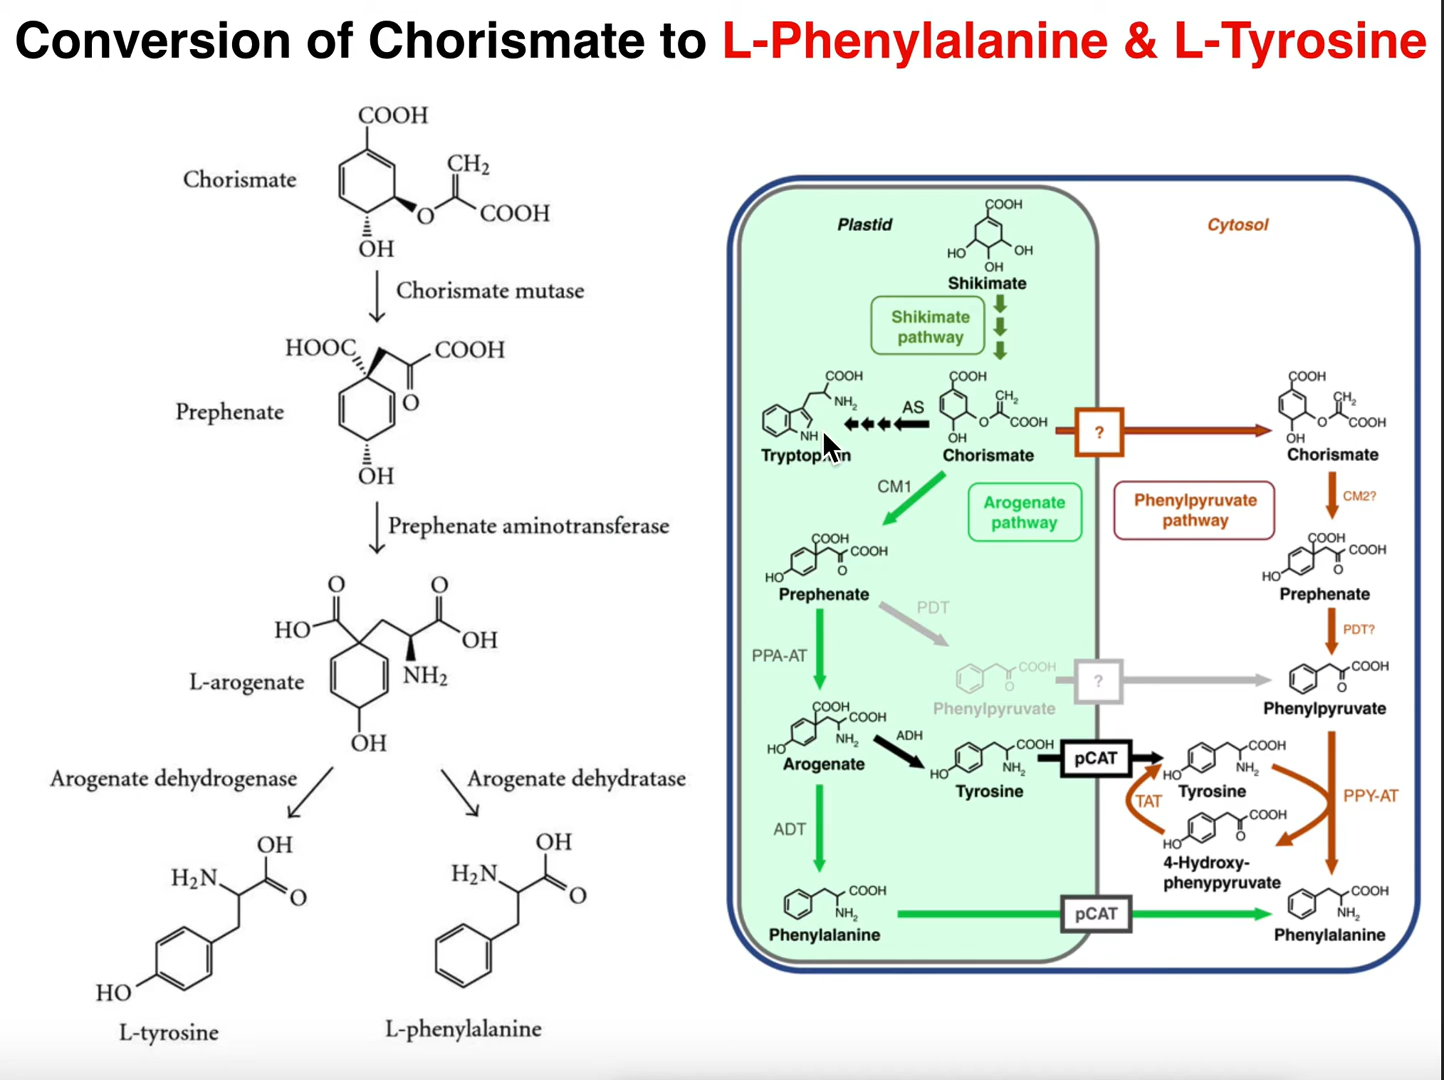 Conversion of Chorismate to L-Phenylalanine & L-Tyrosine
COOH
CH2
Chorismate
O
COOH
OH
Chorismate mutase
HOOC
COOH
O
Prephenate
OH
Prephenate aminotransferase
O
O
HO
OH
NH2
L-arogenate
OH
Arogenate dehydrogenase
Arogenate dehydratase
OH
H2N
O
HO
L-tyrosine
OH
H2N
O
L-phenylalanine
Plastid
Cytosol
COOH
HO
OH
OH
Shikimate
Shikimate
pathway
COOH
NH2
NH
Tryptophan
AS
COOH
CH2
O
COOH
OH
Chorismate
?
COOH
CH2
O
COOH
OH
Chorismate
CM1
Arogenate
pathway
Phenylpyruvate
pathway
CM2?
COOH
COOH
O
HO
Prephenate
COOH
COOH
O
HO
Prephenate
PDT
PDT?
PPA-AT
COOH
O
Phenylpyruvate
?
COOH
O
Phenylpyruvate
COOH
COOH
NH2
HO
Arogenate
ADH
COOH
NH2
HO
Tyrosine
pCAT
COOH
NH2
HO
Tyrosine
TAT
PPY-AT
COOH
O
HO
4-Hydroxy-
phenypyruvate
ADT
COOH
NH2
Phenylalanine
pCAT
COOH
NH2
Phenylalanine